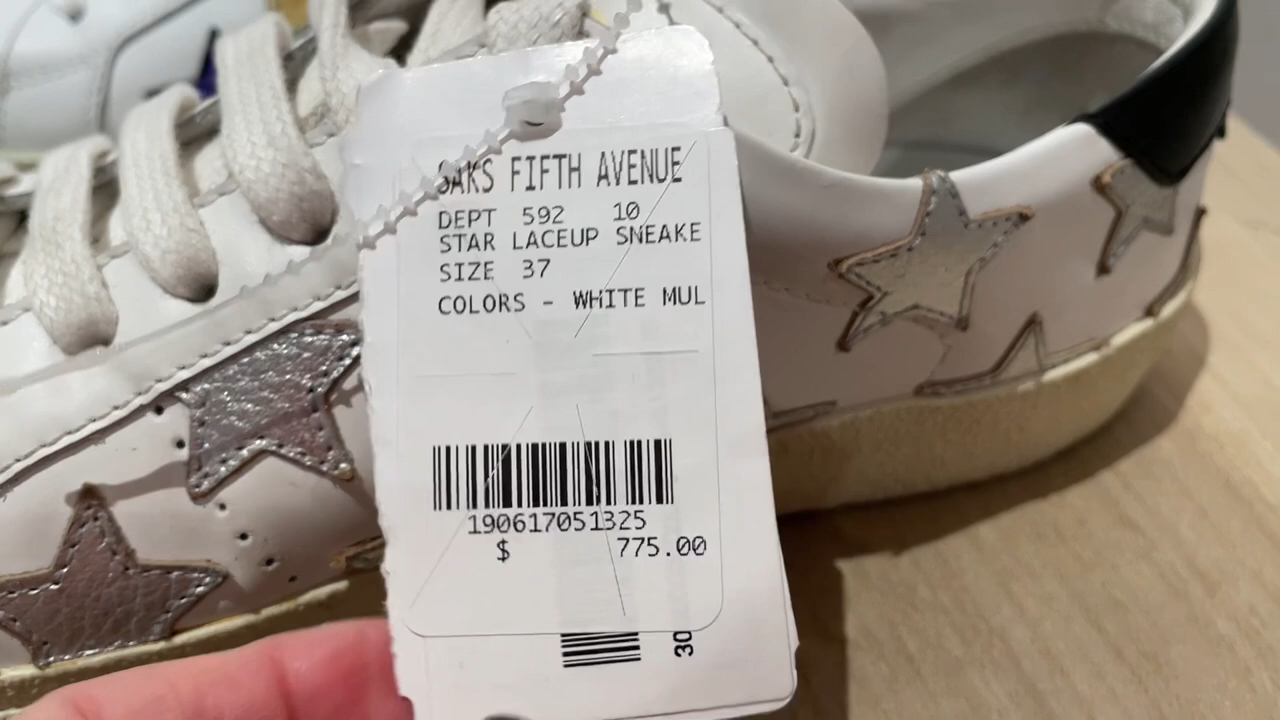 SAKS FIFTH AVENUE
DEPT 592 10
STAR LACEUP SNEAKE
SIZE 37
COLORS - WHITE MUL
190617051325
$ 775.00
30